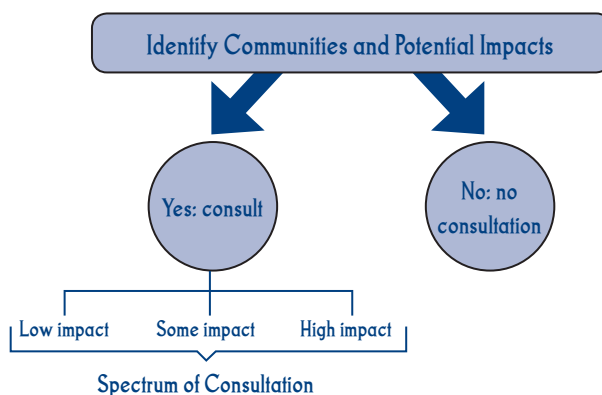 Identify Communities and Potential Impacts
Yes: consult
No: no
consultation
Low impact
Some impact
High impact
Spectrum of Consultation